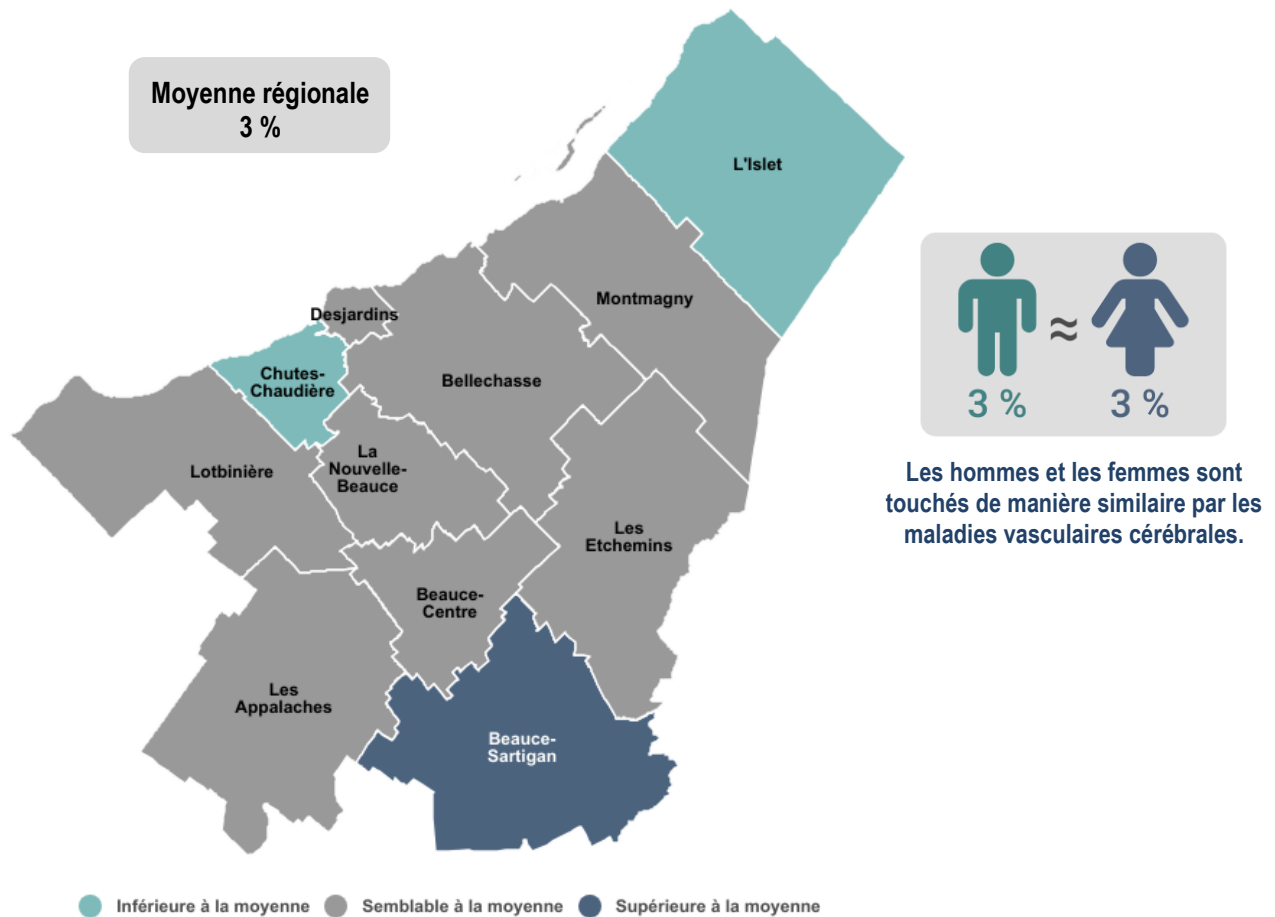 Moyenne régionale
3 %
L'Islet
Montmagny
Desjardins
Chutes-
Chaudière
Bellechasse
La
Nouvelle-
Beauce
Lotbinière
Les
Etchemins
Beauce-
Centre
Les
Appalaches
Beauce-
Sartigan
≈
3 % 3 %
Les hommes et les femmes sont
touchés de manière similaire par les
maladies vasculaires cérébrales.
Inférieure à la moyenne Semblable à la moyenne Supérieure à la moyenne